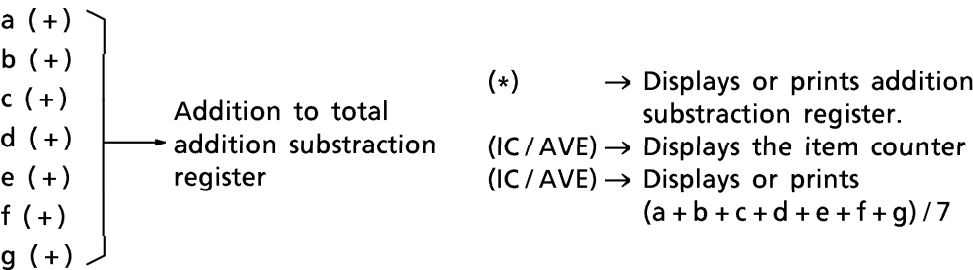 a (+)
b (+)
c (+)
d (+)
e (+)
f (+)
g (+)
Addition to total
addition substraction
register
(*) → Displays or prints addition
substraction register.
(IC / AVE) → Displays the item counter
(IC / AVE) → Displays or prints
(a + b + c + d + e + f + g) / 7